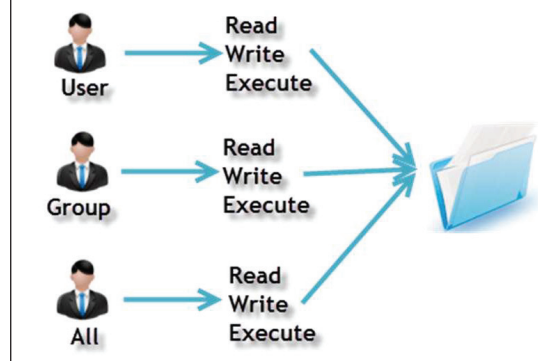 User
Read
Write
Execute
Group
Read
Write
Execute
All
Read
Write
Execute